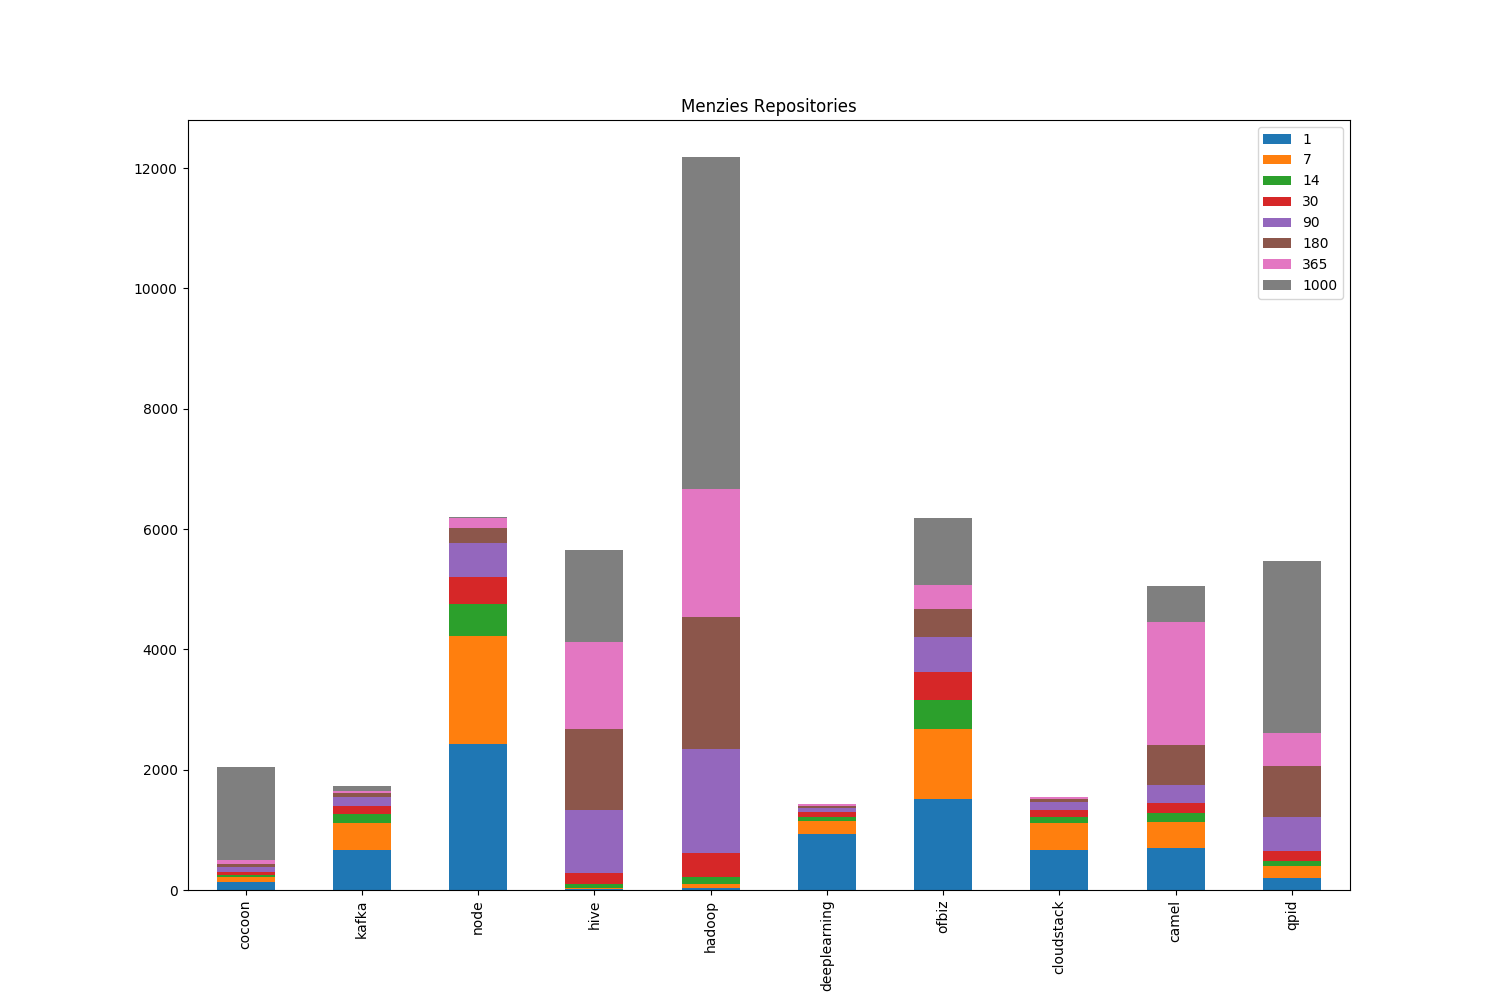 Menzies Repositories
12000
10000
8000
6000
4000
2000
0
1
7
14
30
90
180
365
1000
cocoon
kafka
node
hive
hadoop
deeplearning
ofbiz
cloudstack
camel
qpid